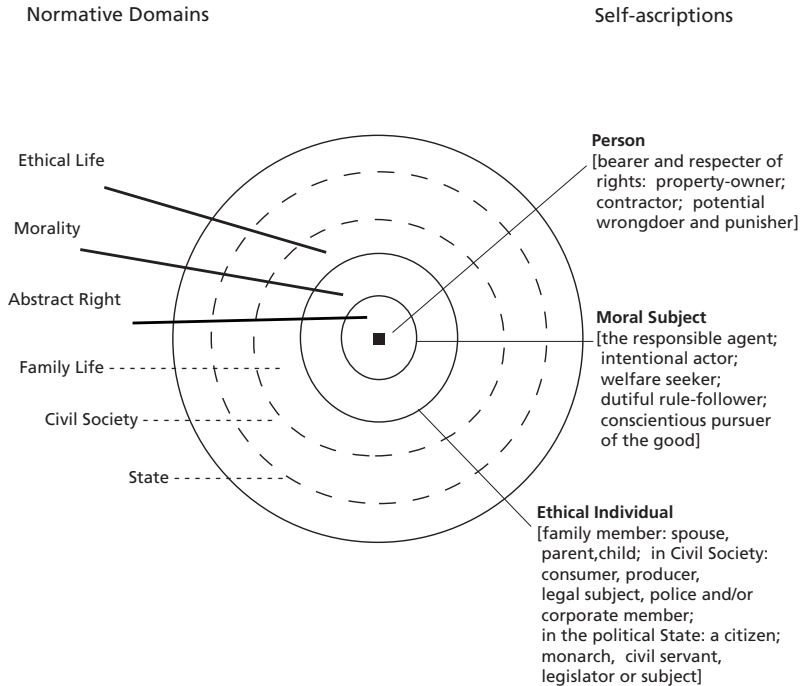 Normative Domains
Self-ascriptions
Ethical Life
Morality
Abstract Right
Family Life
Civil Society
State
Person
[bearer and respecter of
rights: property-owner;
contractor; potential
wrongdoer and punisher]
Moral Subject
[the responsible agent;
intentional actor;
welfare seeker;
dutiful rule-follower;
conscientious pursuer
of the good]
Ethical Individual
[family member: spouse,
parent,child; in Civil Society:
consumer, producer,
legal subject, police and/or
corporate member;
in the political State: a citizen;
monarch, civil servant,
legislator or subject]